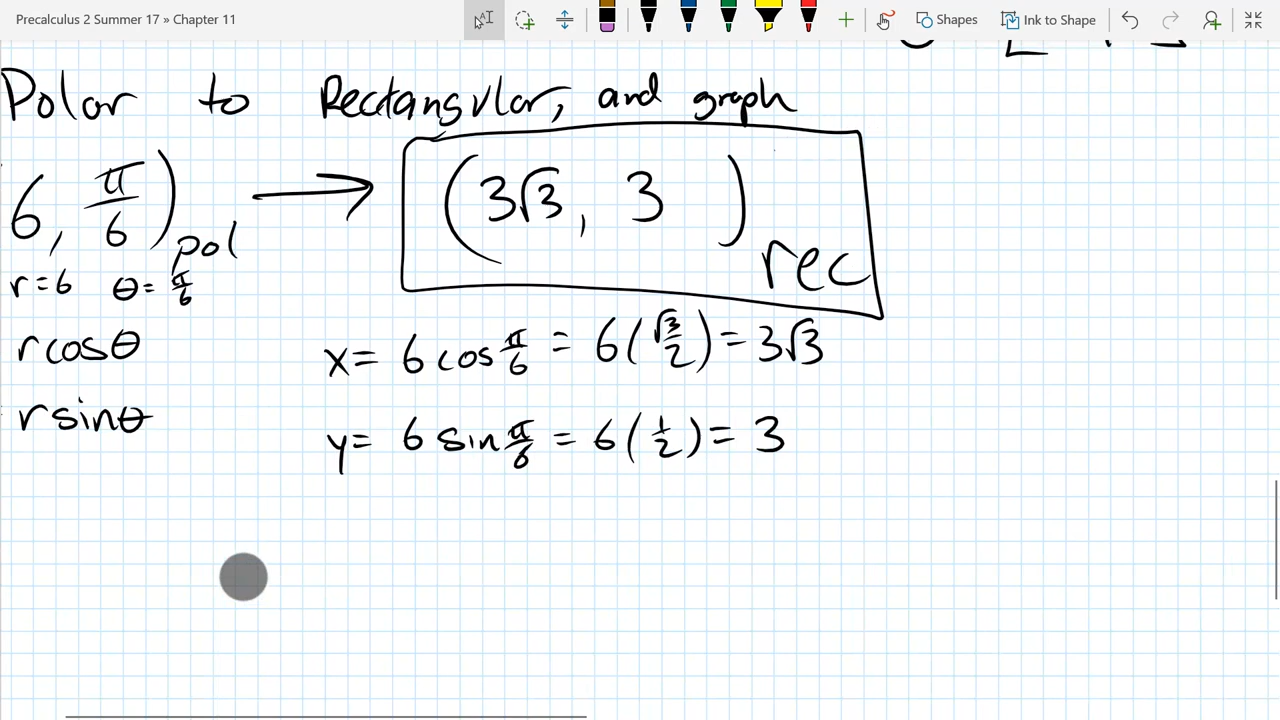 Precalculus 2 Summer 17 » Chapter 11
Shapes
Ink to Shape
Polar to Rectangular, and graph
6, π/6)pol → (3√3, 3)rec
r=6 θ=π/6
rcosθ
x= 6 cos π/6 = 6(√3/2) = 3√3
rsinθ
y= 6 sin π/6 = 6(1/2) = 3